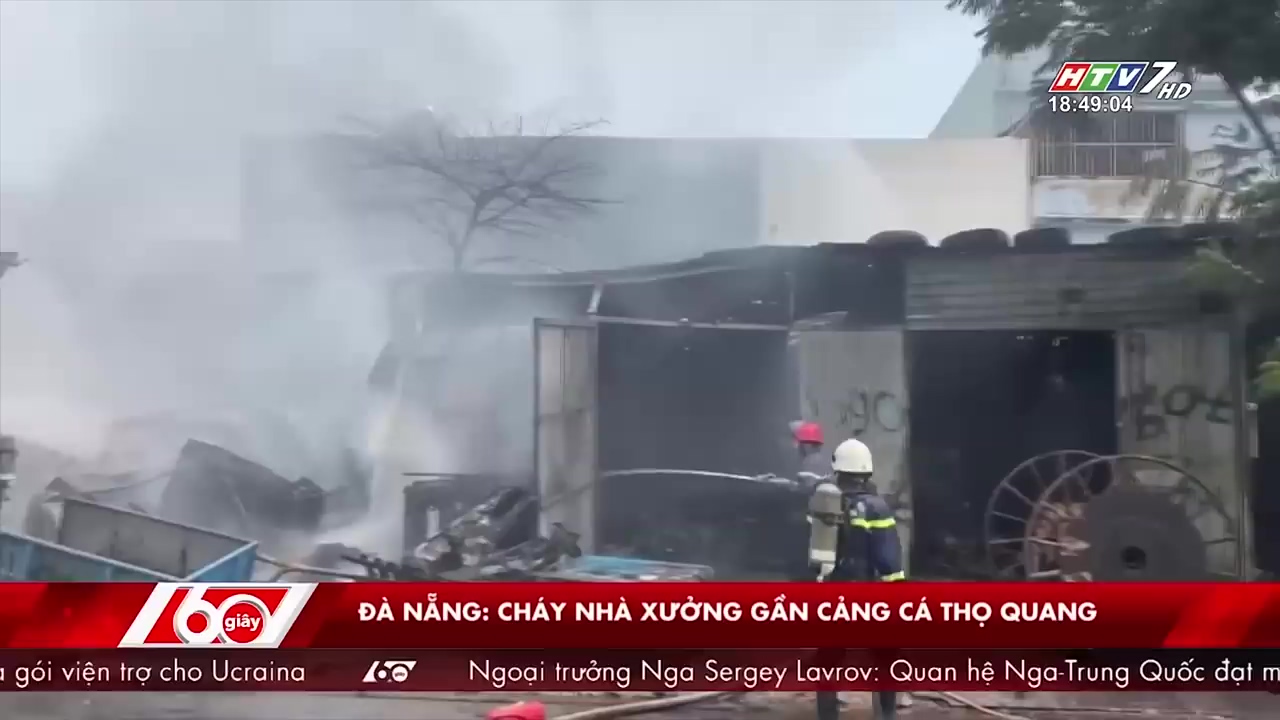 HTV7 HD
18:49:04
60 giây
ĐÀ NẴNG: CHÁY NHÀ XƯỞNG GẦN CẢNG CÁ THỌ QUANG
gói viện trợ cho Ucraina
60
Ngoại trưởng Nga Sergey Lavrov: Quan hệ Nga-Trung Quốc đạt